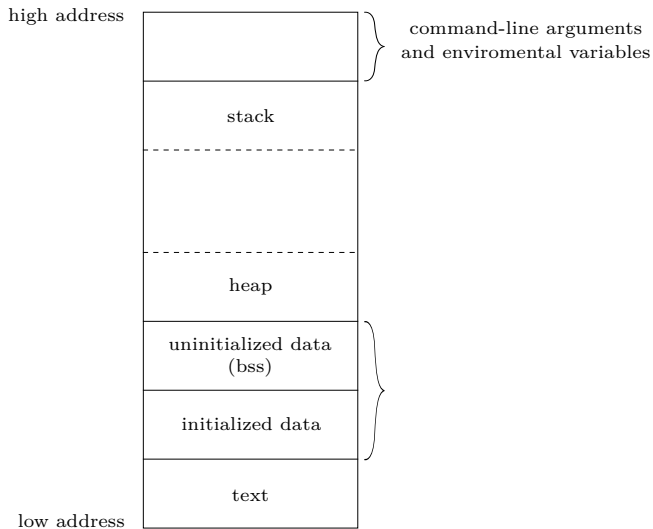 high address
command-line arguments
and enviromental variables
stack
heap
uninitialized data
(bss)
initialized data
text
low address